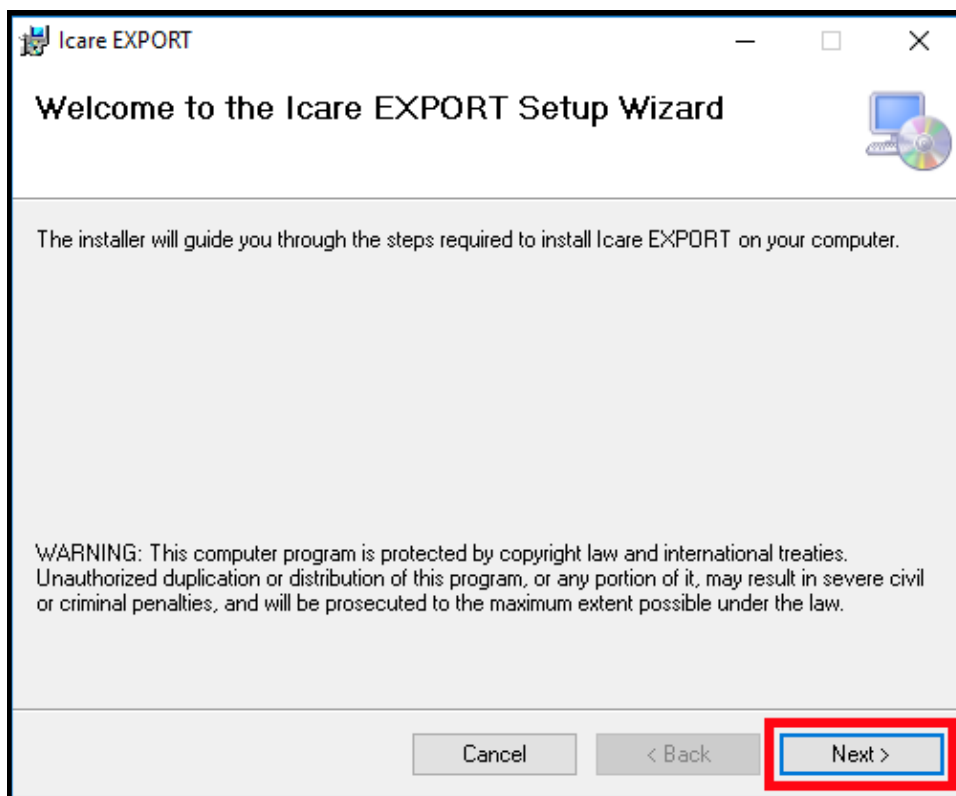 Icare EXPORT
Welcome to the Icare EXPORT Setup Wizard
The installer will guide you through the steps required to install Icare EXPORT on your computer.
WARNING: This computer program is protected by copyright law and international treaties.
Unauthorized duplication or distribution of this program, or any portion of it, may result in severe civil
or criminal penalties, and will be prosecuted to the maximum extent possible under the law.
Cancel
< Back
Next >